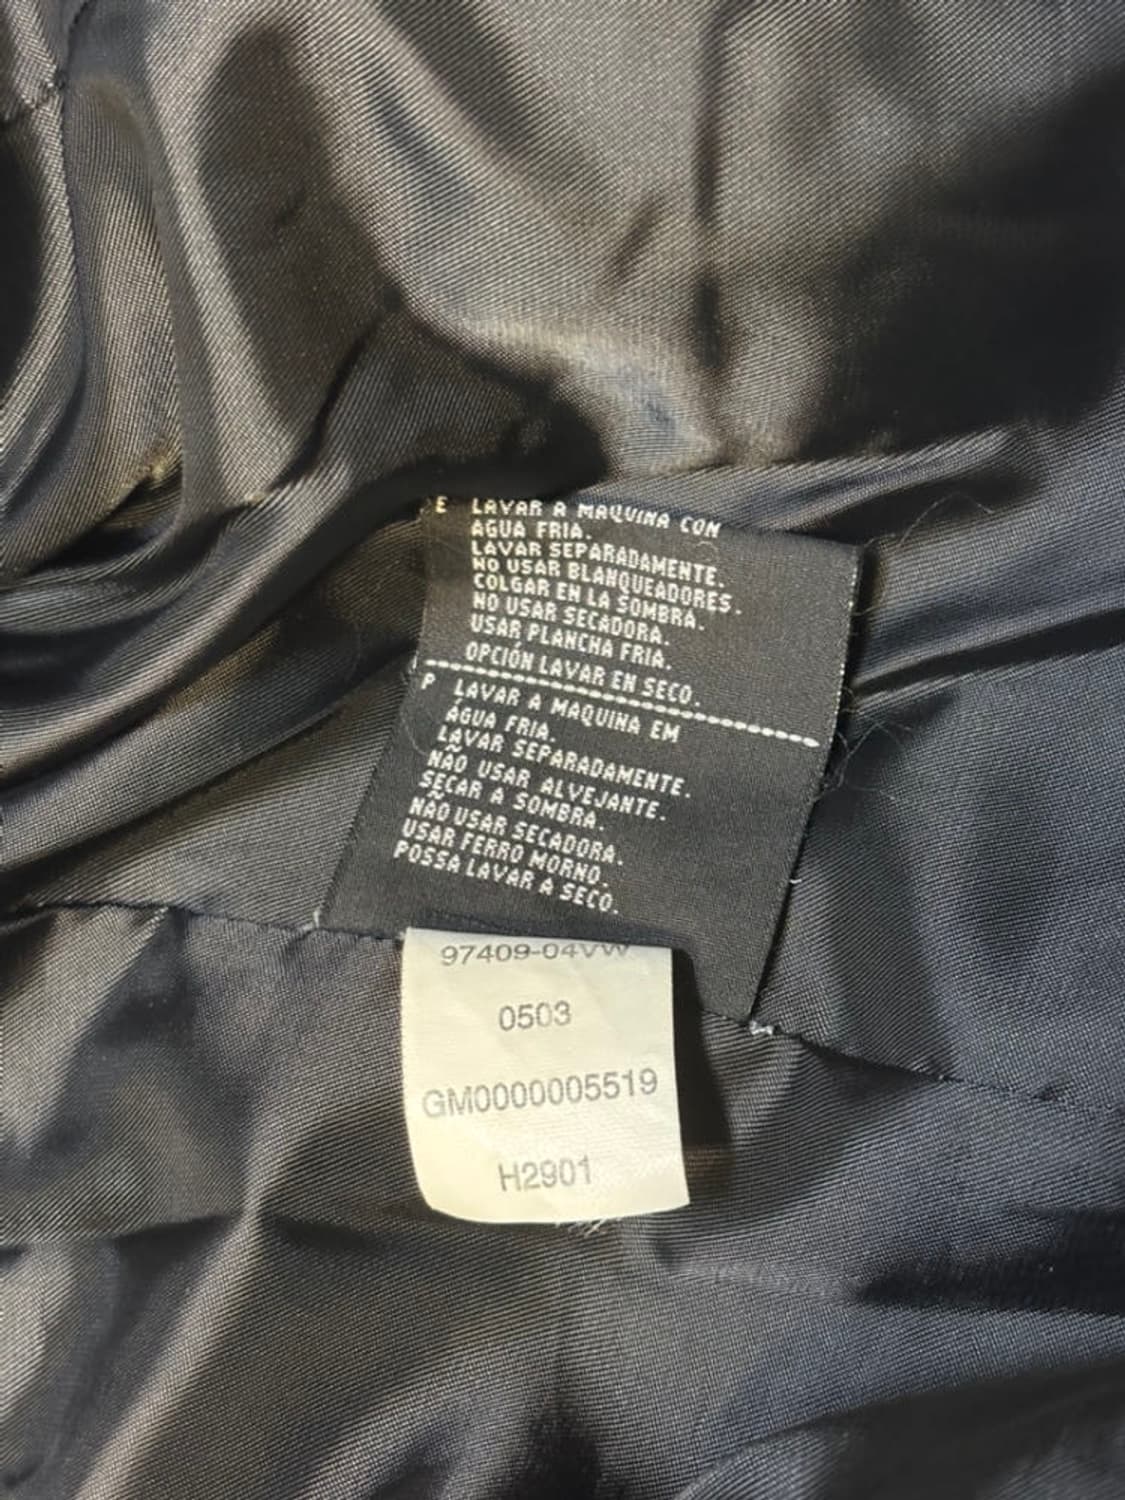 E LAVAR A MAQUINA CON
AGUA FRIA.
LAVAR SEPARADAMENTE.
NO USAR BLANQUEADORES.
COLGAR EN LA SOMBRA.
NO USAR SECADORA.
USAR PLANCHA FRIA.
OPCIÓN LAVAR EN SECO.
P LAVAR A MAQUINA EM
ÁGUA FRIA.
LAVAR SEPARADAMENTE.
NÃO USAR ALVEJANTE.
SECAR A SOMBRA.
NÃO USAR SECADORA.
USAR FERRO MORNO.
POSSA LAVAR A SECO.
97409-04VW
0503
GM0000005519
H2901